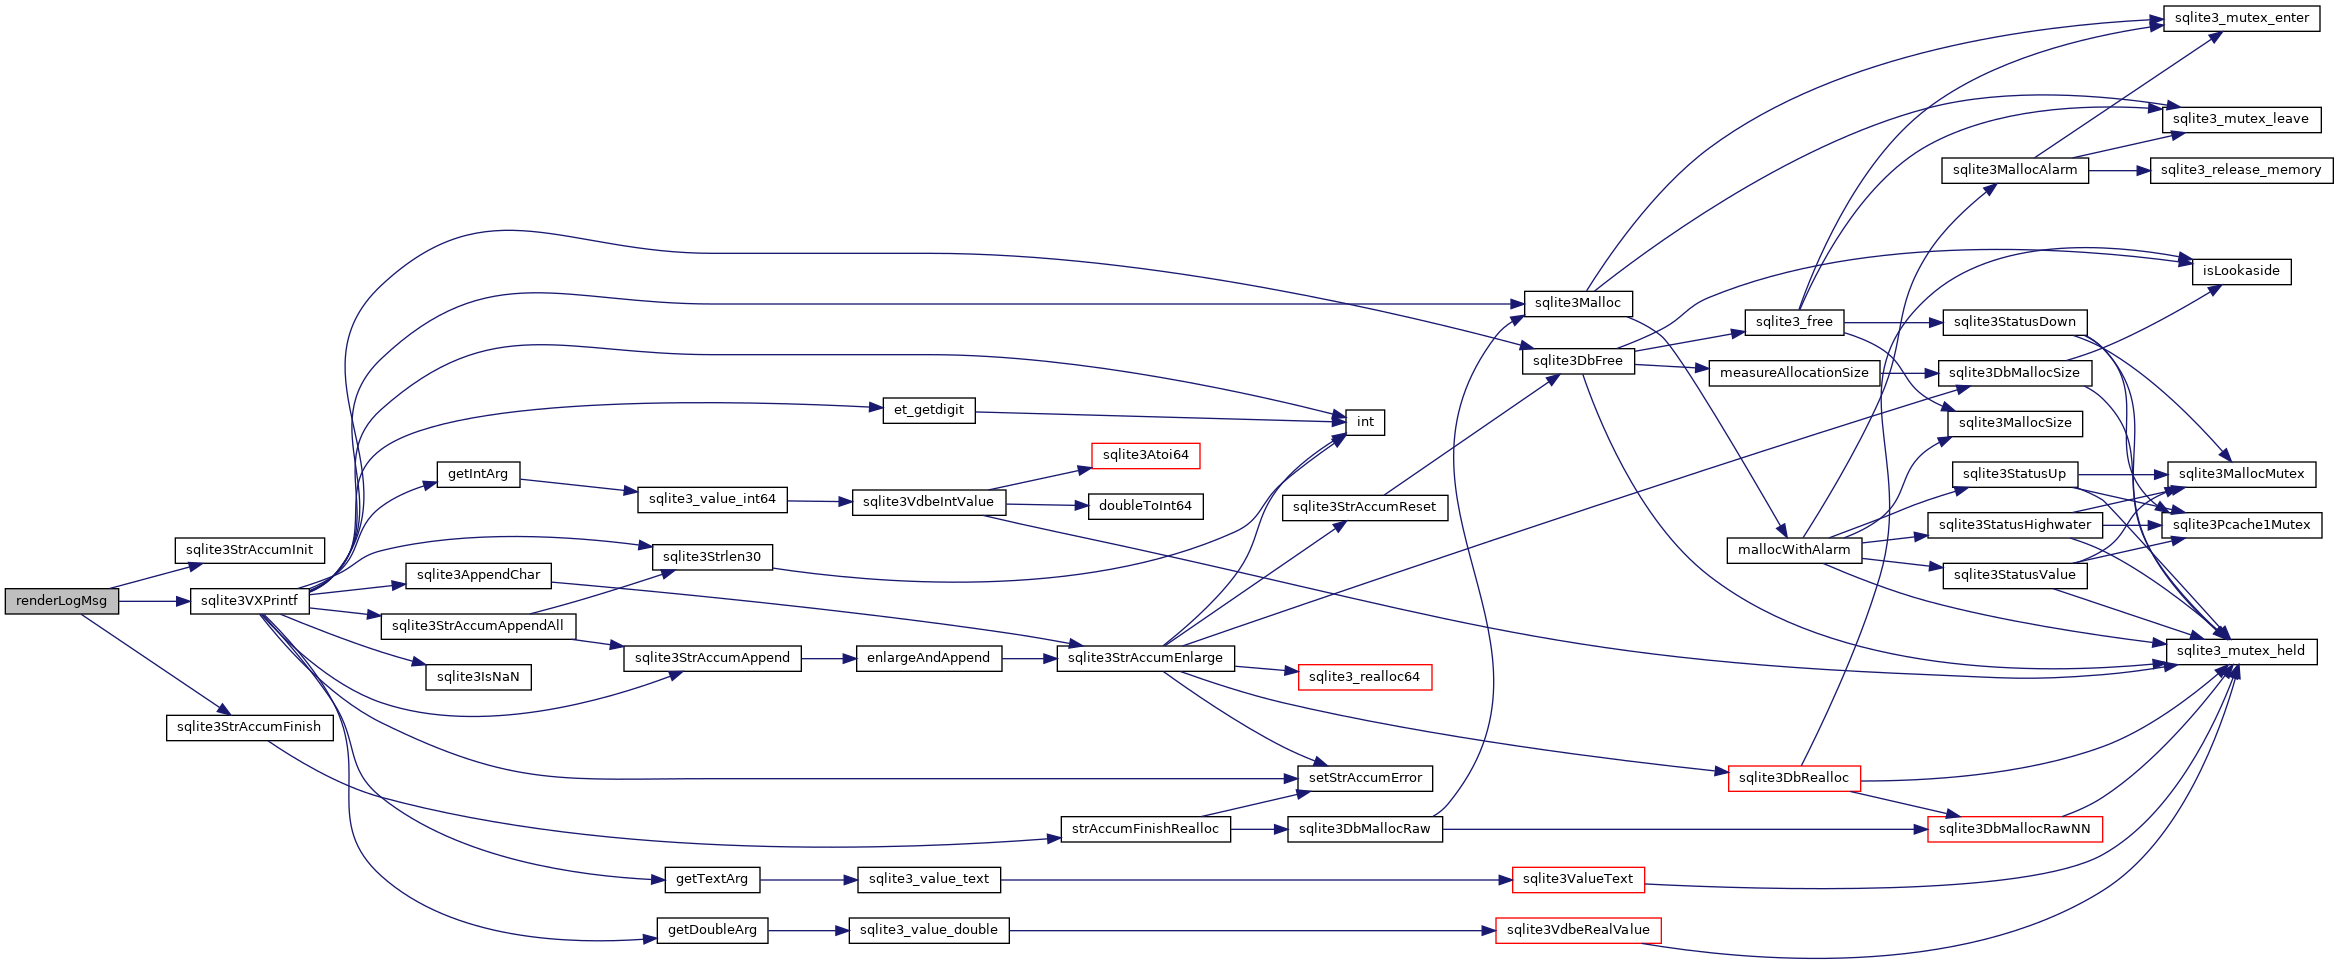 renderLogMsg
sqlite3StrAccumInit
sqlite3VXPrintf
sqlite3StrAccumFinish
getIntArg
sqlite3AppendChar
sqlite3StrAccumAppendAll
sqlite3IsNaN
sqlite3_value_int64
sqlite3Strlen30
sqlite3StrAccumAppend
getTextArg
getDoubleArg
et_getdigit
sqlite3VdbeIntValue
enlargeAndAppend
sqlite3_value_text
sqlite3_value_double
sqlite3Atoi64
doubleToInt64
sqlite3StrAccumEnlarge
strAccumFinishRealloc
int
sqlite3StrAccumReset
sqlite3_realloc64
setStrAccumError
sqlite3DbMallocRaw
sqlite3Malloc
sqlite3DbFree
sqlite3ValueText
sqlite3VdbeRealValue
sqlite3_free
measureAllocationSize
mallocWithAlarm
sqlite3DbRealloc
sqlite3MallocAlarm
sqlite3StatusDown
sqlite3DbMallocSize
sqlite3MallocSize
sqlite3StatusUp
sqlite3StatusHighwater
sqlite3StatusValue
sqlite3DbMallocRawNN
sqlite3_mutex_enter
sqlite3_mutex_leave
sqlite3_release_memory
isLookaside
sqlite3MallocMutex
sqlite3Pcache1Mutex
sqlite3_mutex_held